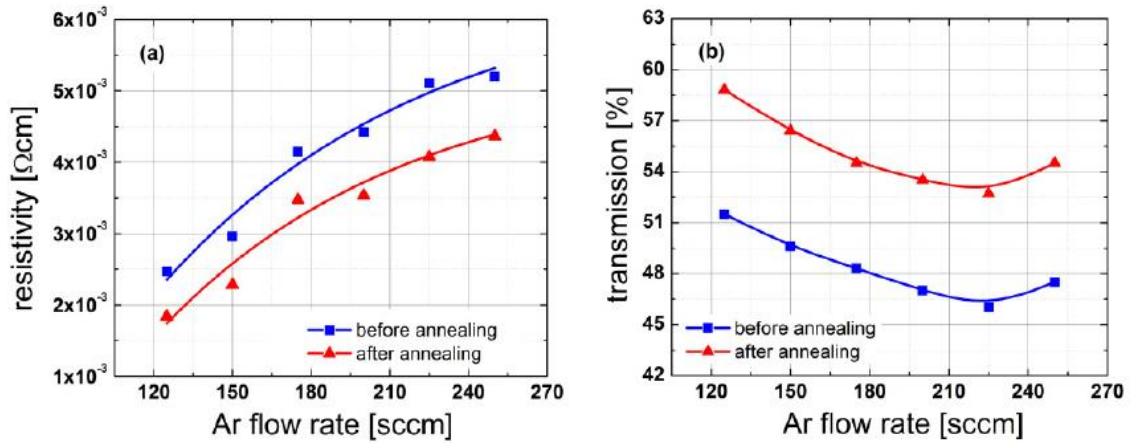 (a)
resistivity [Ωcm]
6x10⁻³
5x10⁻³
4x10⁻³
3x10⁻³
2x10⁻³
1x10⁻³
before annealing
after annealing
120 150 180 210 240 270
Ar flow rate [sccm]
(b)
transmission [%]
63
60
57
54
51
48
45
42
before annealing
after annealing
120 150 180 210 240 270
Ar flow rate [sccm]